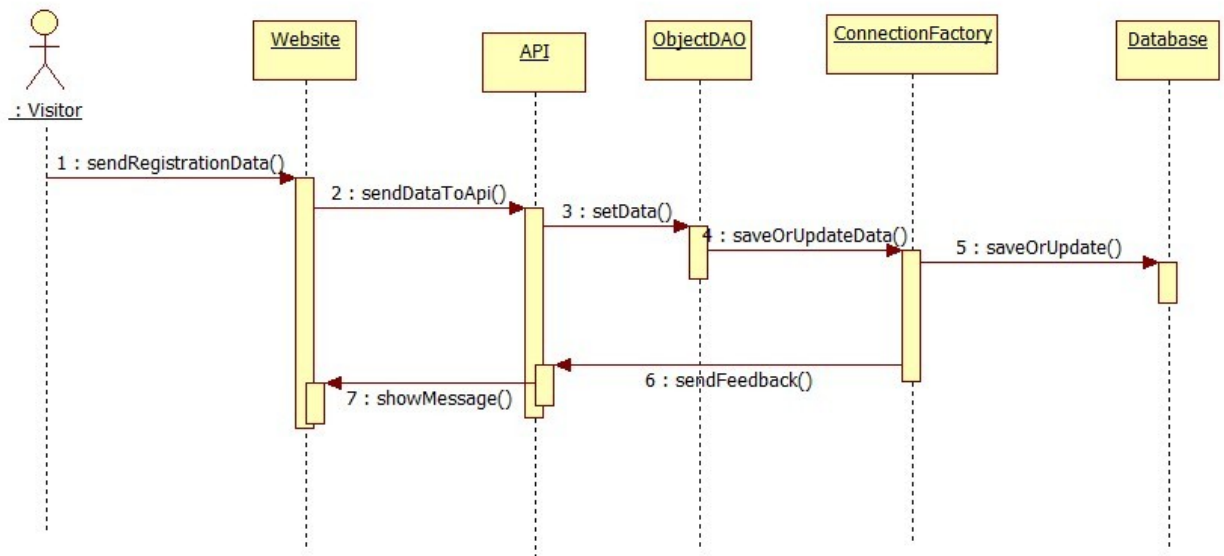 : Visitor
Website
API
ObjectDAO
ConnectionFactory
Database
1 : sendRegistrationData()
2 : sendDataToApi()
3 : setData()
4 : saveOrUpdateData()
5 : saveOrUpdate()
6 : sendFeedback()
7 : showMessage()